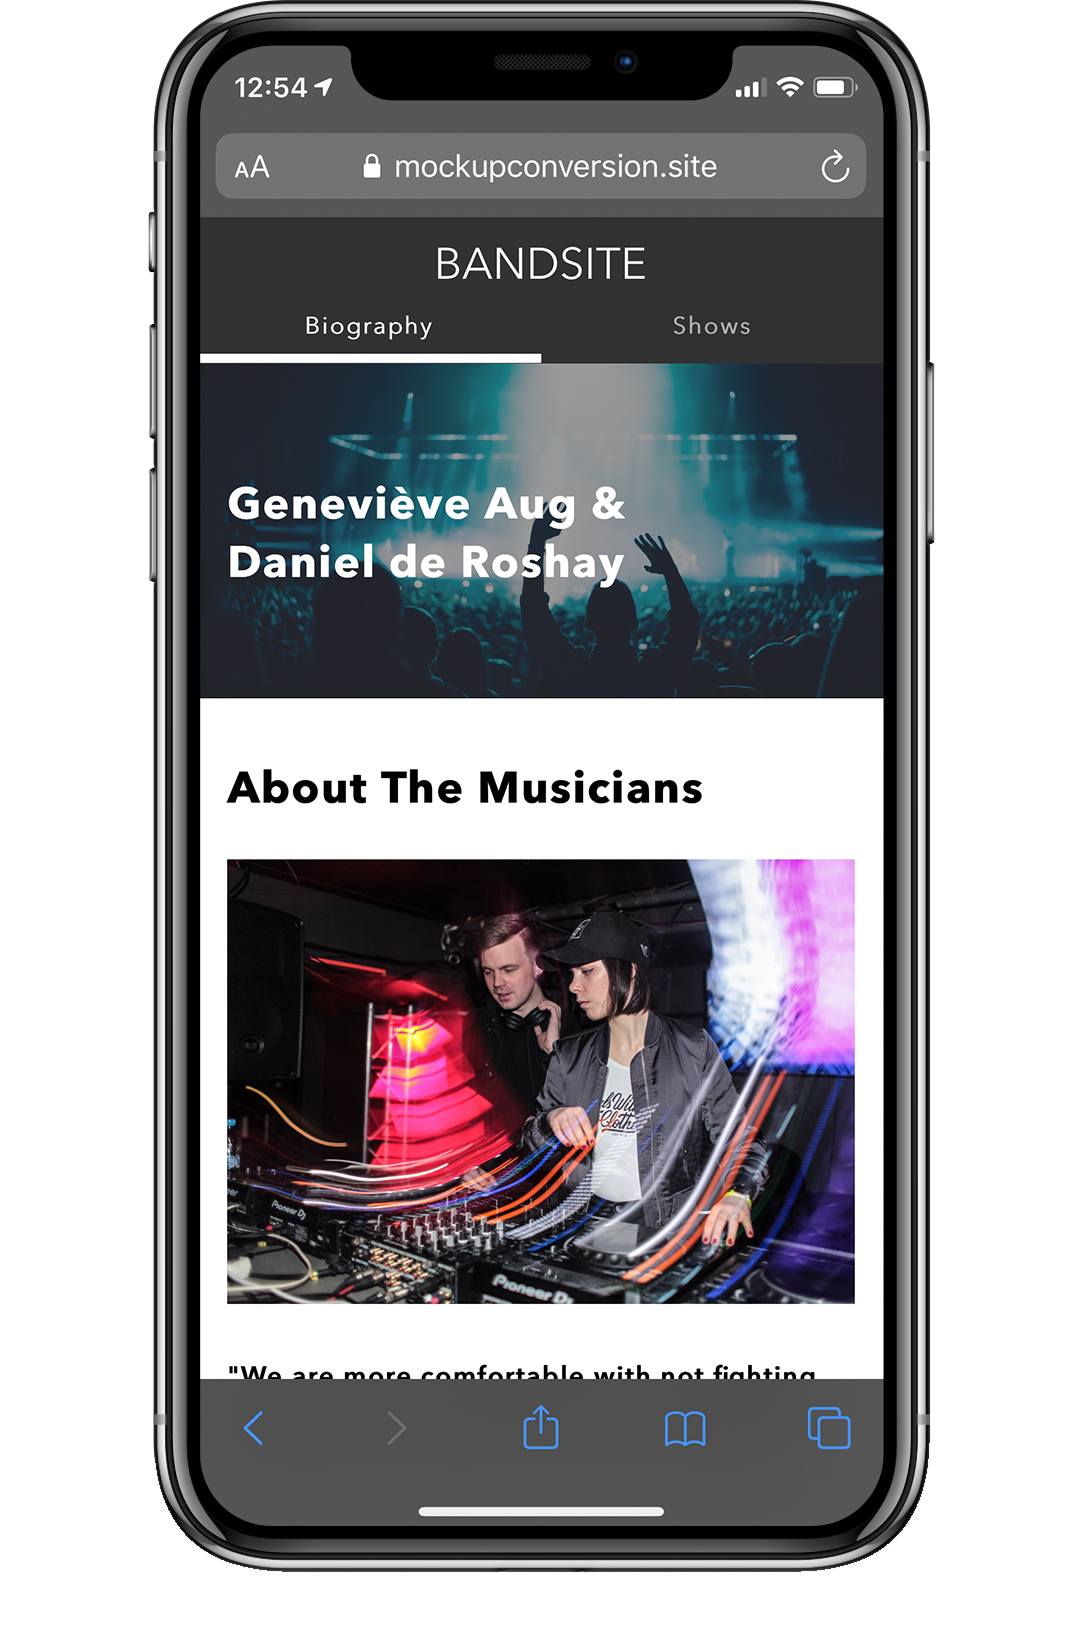 12:54
AA mockupconversion.site
BANDSITE
Biography Shows
Geneviève Aug &
Daniel de Roshay
About The Musicians
Pioneer Dj
Pioneer Dj
"We are more comfortable with not fighting